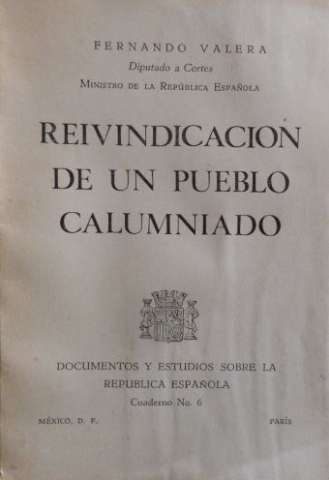 FERNANDO VALERA
Diputado a Cortes
MINISTRO DE LA REPÚBLICA ESPAÑOLA
REIVINDICACION
DE UN PUEBLO
CALUMNIADO
DOCUMENTOS Y ESTUDIOS SOBRE LA
REPUBLICA ESPAÑOLA
Cuaderno No. 6
MÉXICO, D. F. PARÍS